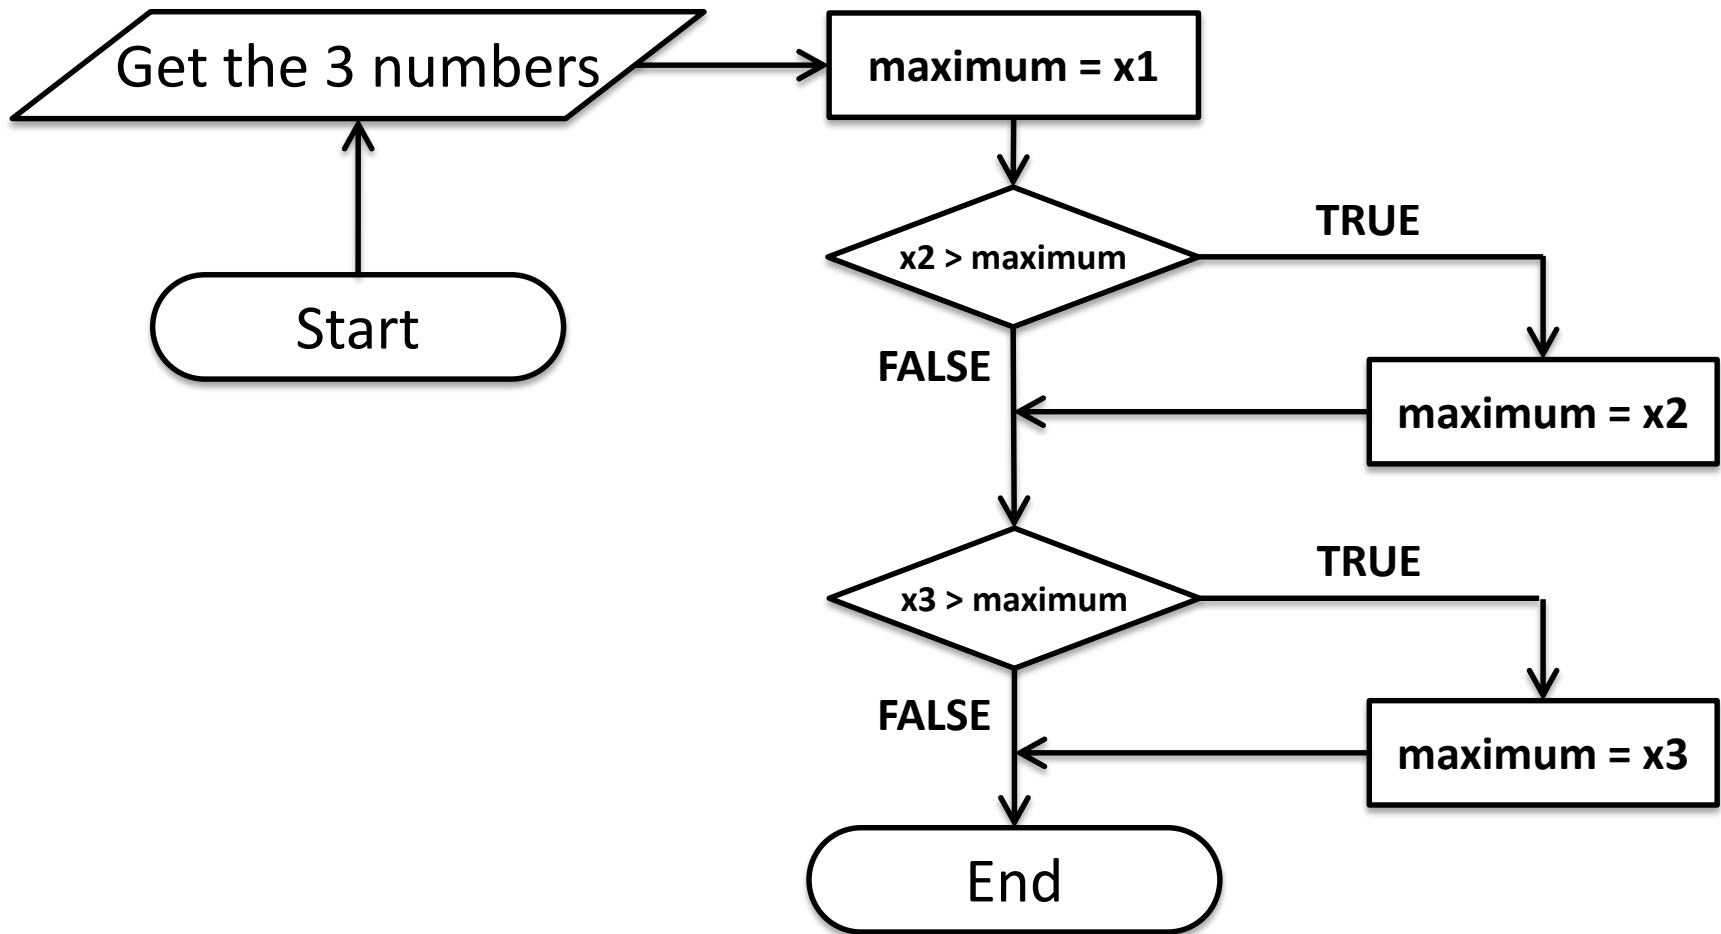 Get the 3 numbers
maximum = x1
TRUE
x2 > maximum
Start
FALSE
maximum = x2
TRUE
x3 > maximum
FALSE
maximum = x3
End